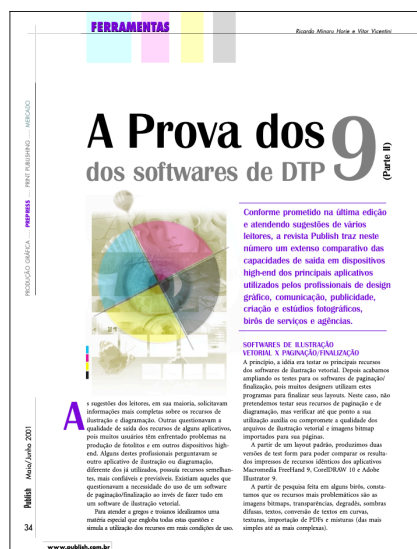 FERRAMENTAS
Ricardo Minoru Horie e Vitor Vicentini
PRODUÇÃO GRÁFICA ... PREPRESS ... PRINT PUBLISHING ... MERCADO
A Prova dos 9
dos softwares de DTP
(Parte II)
Conforme prometido na última edição
e atendendo sugestões de vários
leitores, a revista Publish traz neste
número um extenso comparativo das
capacidades de saída em dispositivos
high-end dos principais aplicativos
utilizados pelos profissionais de design
gráfico, comunicação, publicidade,
criação e estúdios fotográficos,
birôs de serviços e agências.
As sugestões dos leitores, em sua maioria, solicitavam
informações mais completas sobre os recursos de
ilustração e diagramação. Outras questionavam a
qualidade de saída dos recursos de alguns aplicativos,
pois muitos usuários têm enfrentado problemas na
produção de fotolitos e em outros dispositivos high-
end. Alguns destes profissionais perguntavam se
outro aplicativo de ilustração ou diagramação,
diferente dos já utilizados, possuía recursos semelhan-
tes, mais confiáveis e previsíveis. Existiam aqueles que
questionavam a necessidade do uso de um software
de paginação/finalização ao invés de fazer tudo em
um software de ilustração vetorial.
Para atender a gregos e troianos idealizamos uma
matéria especial que engloba todas estas questões e
simula a utilização dos recursos em reais condições de uso.
SOFTWARES DE ILUSTRAÇÃO
VETORIAL X PAGINAÇÃO/FINALIZAÇÃO
A princípio, a idéia era testar os principais recursos
dos softwares de ilustração vetorial. Depois acabamos
ampliando os testes para os softwares de paginação/
finalização, pois muitos designers utilizam estes
programas para finalizar seus layouts. Neste caso, não
pretendemos testar seus recursos de paginação e de
diagramação, mas verificar até que ponto a sua
utilização auxilia ou compromete a qualidade dos
arquivos de ilustração vetorial e imagens bitmap
importados para suas páginas.
A partir de um layout padrão, produzimos duas
versões de test form para poder comparar os resulta-
dos impressos de recursos idênticos dos aplicativos
Macromedia FreeHand 9, CorelDRAW 10 e Adobe
Illustrator 9.
A partir de pesquisa feita em alguns birôs, consta-
tamos que os recursos mais problemáticos são as
imagens bitmaps, transparências, degradês, sombras
difusas, textos, conversão de textos em curvas,
texturas, importação de PDFs e misturas (das mais
simples até as mais complexas).
Publish Maio/Junho 2001
34
www.publish.com.br